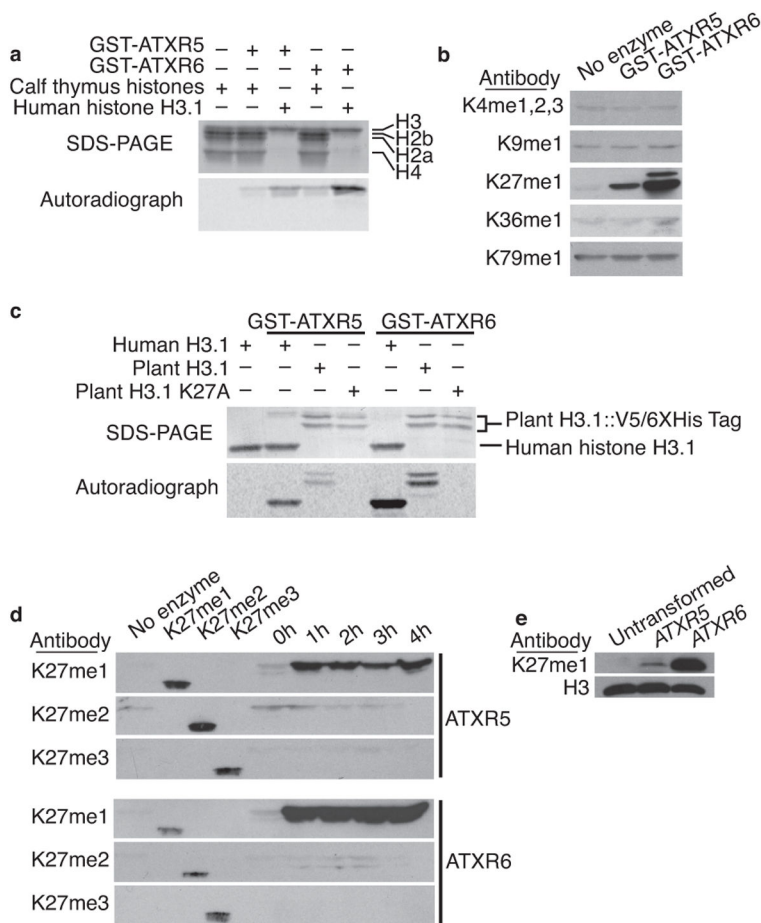 a
GST-ATXR5 – + + – –
GST-ATXR6 – – – + +
Calf thymus histones + + – + –
Human histone H3.1 – – + – +
SDS-PAGE
H3
H2b
H2a
H4
Autoradiograph
b
No enzyme
GST-ATXR5
GST-ATXR6
Antibody
K4me1,2,3
K9me1
K27me1
K36me1
K79me1
c
GST-ATXR5 GST-ATXR6
Human H3.1 + + – – + – –
Plant H3.1 – – + – – + –
Plant H3.1 K27A – – – + – – +
SDS-PAGE
Plant H3.1::V5/6XHis Tag
Human histone H3.1
Autoradiograph
d
No enzyme
K27me1
K27me2
K27me3
0h 1h 2h 3h 4h
Antibody
K27me1
K27me2
K27me3
ATXR5
K27me1
K27me2
K27me3
ATXR6
e
Untransformed
ATXR5
ATXR6
Antibody
K27me1
H3